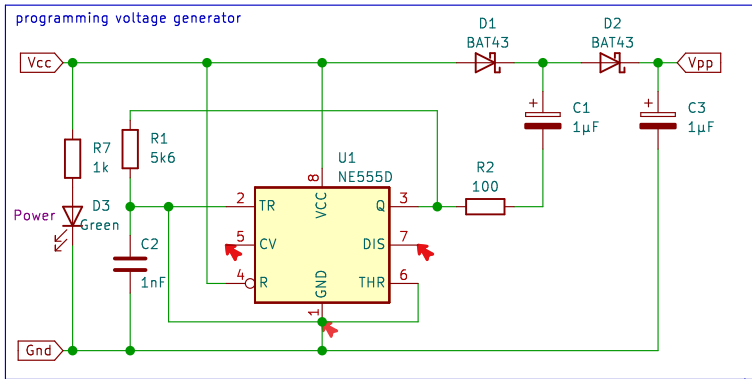 programming voltage generator
D1
BAT43
D2
BAT43
Vcc
Vpp
C1
1µF
C3
1µF
R7
1k
R1
5k6
U1
NE555D
R2
100
8
VCC
2
TR
3
Q
Power
D3
Green
5
CV
7
DIS
C2
1nF
4
R
6
THR
GND
1
Gnd